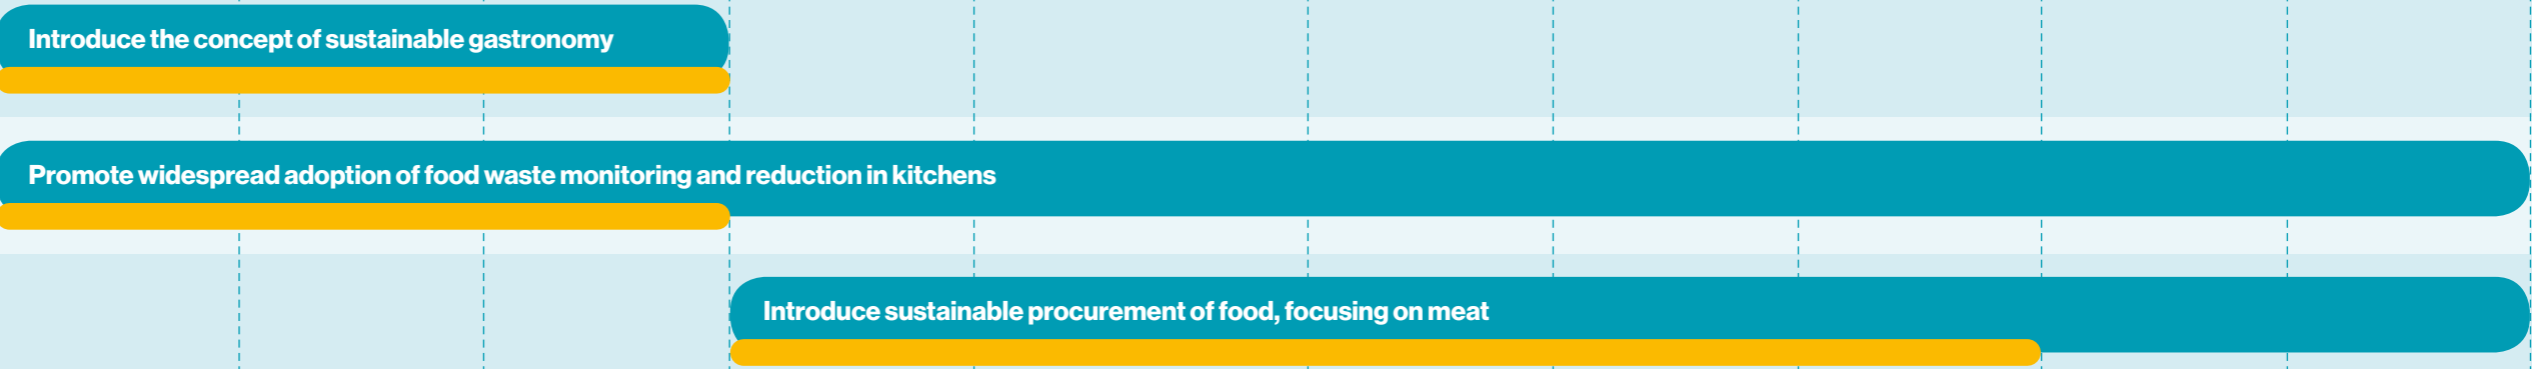 Introduce the concept of sustainable gastronomy
Promote widespread adoption of food waste monitoring and reduction in kitchens
Introduce sustainable procurement of food, focusing on meat